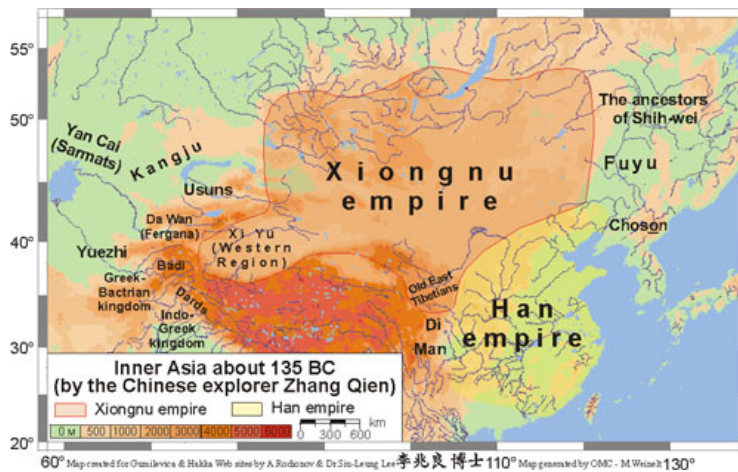 55°
50°
40°
30°
20°
60°
130°
The ancestors
of Shih-wei
Yan Cai
(Sarmats)
Kangju
Xiongnu
empire
Fuyu
Usuns
Choson
Da Wan
(Fergana)
Xi Yu
(Western
Region)
Yuezhi
Badi
Greek-
Bactrian
kingdom
Dards
Indo-
Greek
kingdom
Old East
Tibetians
Di
Man
Han
empire
Inner Asia about 135 BC
(by the Chinese explorer Zhang Qien)
Xiongnu empire
Han empire
0 M 500 1000 2000 3000 4000 5000 6000
km
0 300 600
Map created for Gumilevica & Hakka Web sites by A.Rodionov & Dr.Siu-Leung Lee 李兆良博士 Map generated by OMC - M.Weinelt